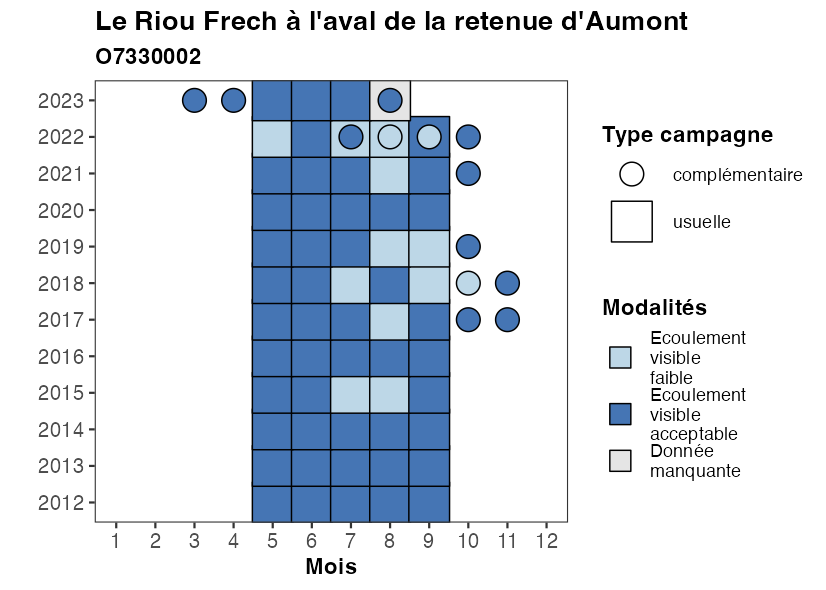 Le Riou Frech à l'aval de la retenue d'Aumont
O7330002
2023
2022
2021
2020
2019
2018
2017
2016
2015
2014
2013
2012
1 2 3 4 5 6 7 8 9 10 11 12
Mois
Type campagne
complémentaire
usuelle
Modalités
Ecoulement
visible
faible
Ecoulement
visible
acceptable
Donnée
manquante